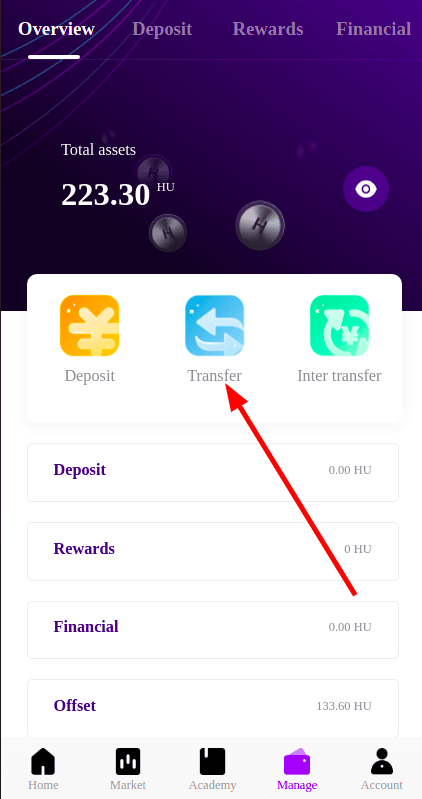 Overview Deposit Rewards Financial
Total assets
223.30 HU
Deposit Transfer Inter transfer
Deposit 0.00 HU
Rewards 0 HU
Financial 0.00 HU
Offset 133.60 HU
Home Market Academy Manage Account